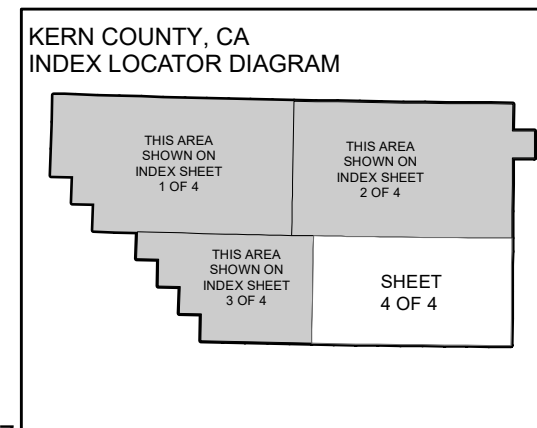 KERN COUNTY, CA
INDEX LOCATOR DIAGRAM
THIS AREA
SHOWN ON
INDEX SHEET
1 OF 4
THIS AREA
SHOWN ON
INDEX SHEET
2 OF 4
THIS AREA
SHOWN ON
INDEX SHEET
3 OF 4
SHEET
4 OF 4